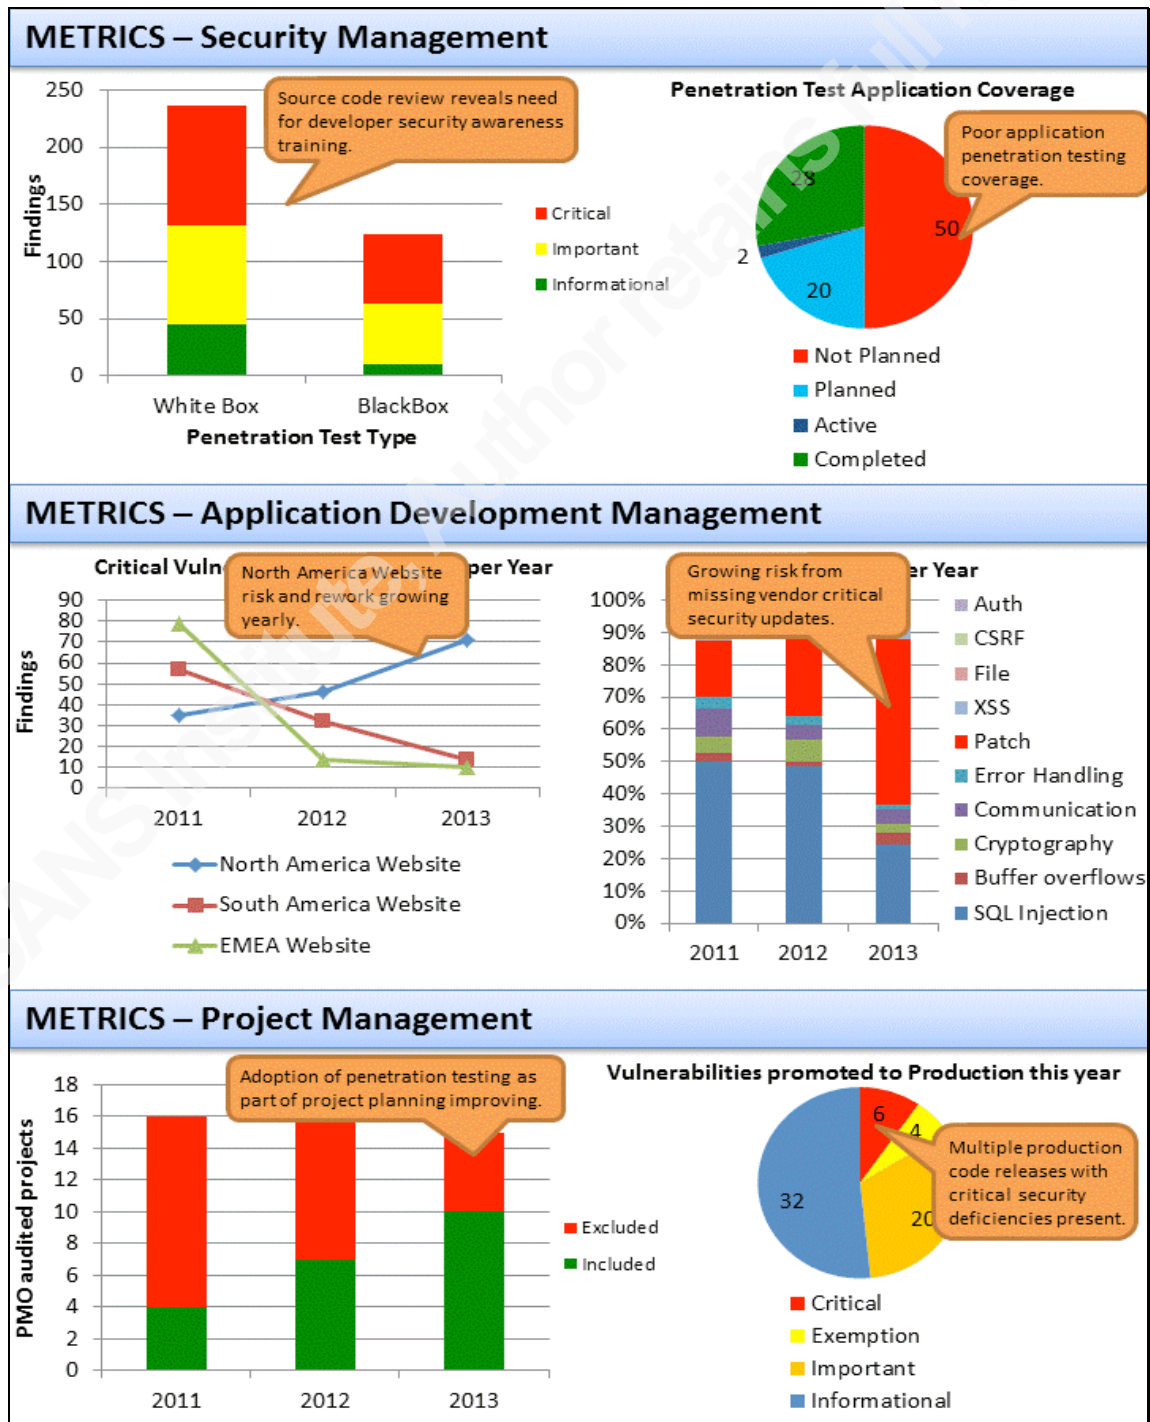 METRICS – Security Management
250
200
150
100
50
0
Findings
White Box
BlackBox
Penetration Test Type
Source code review reveals need
for developer security awareness
training.
Critical
Important
Informational
Penetration Test Application Coverage
Poor application
penetration testing
coverage.
28
50
2
20
Not Planned
Planned
Active
Completed
METRICS – Application Development Management
Critical
per Year
North America Website
risk and rework growing
yearly.
90
80
70
60
50
40
30
20
10
0
Findings
2011
2012
2013
North America Website
South America Website
EMEA Website
Year
Growing risk from
missing vendor critical
security updates.
100%
90%
80%
70%
60%
50%
40%
30%
20%
10%
0%
2011
2012
2013
Auth
CSRF
File
XSS
Patch
Error Handling
Communication
Cryptography
Buffer overflows
SQL Injection
METRICS – Project Management
18
16
14
12
10
8
6
4
2
0
PMO audited projects
2011
2012
2013
Adoption of penetration testing as
part of project planning improving.
Excluded
Included
Vulnerabilities promoted to Production this year
6
4
20
32
Multiple production
code releases with
critical security
deficiencies present.
Critical
Exemption
Important
Informational
SANS Institute, Author retains full